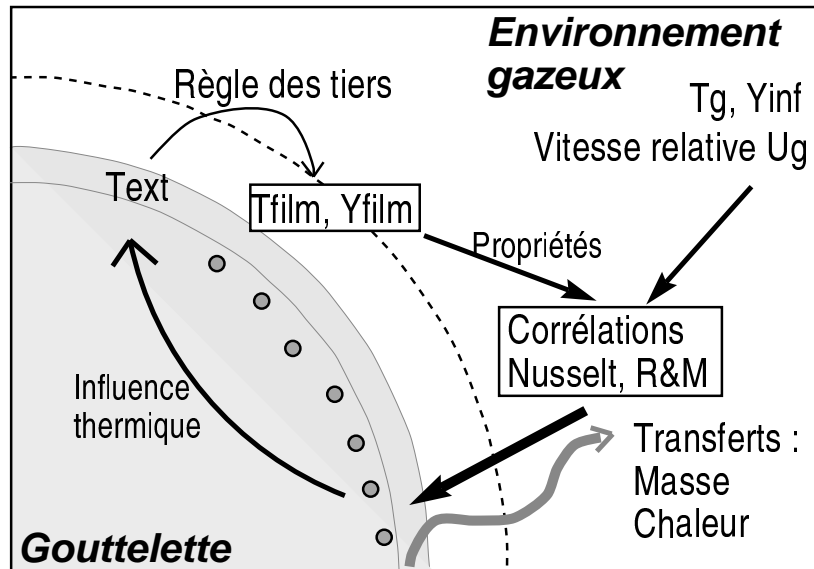 Environnement
gazeux
Règle des tiers
Tg, Yinf
Vitesse relative Ug
Text
Tfilm, Yfilm
Propriétés
Corrélations
Nusselt, R&M
Influence
thermique
Transferts :
Masse
Chaleur
Gouttelette